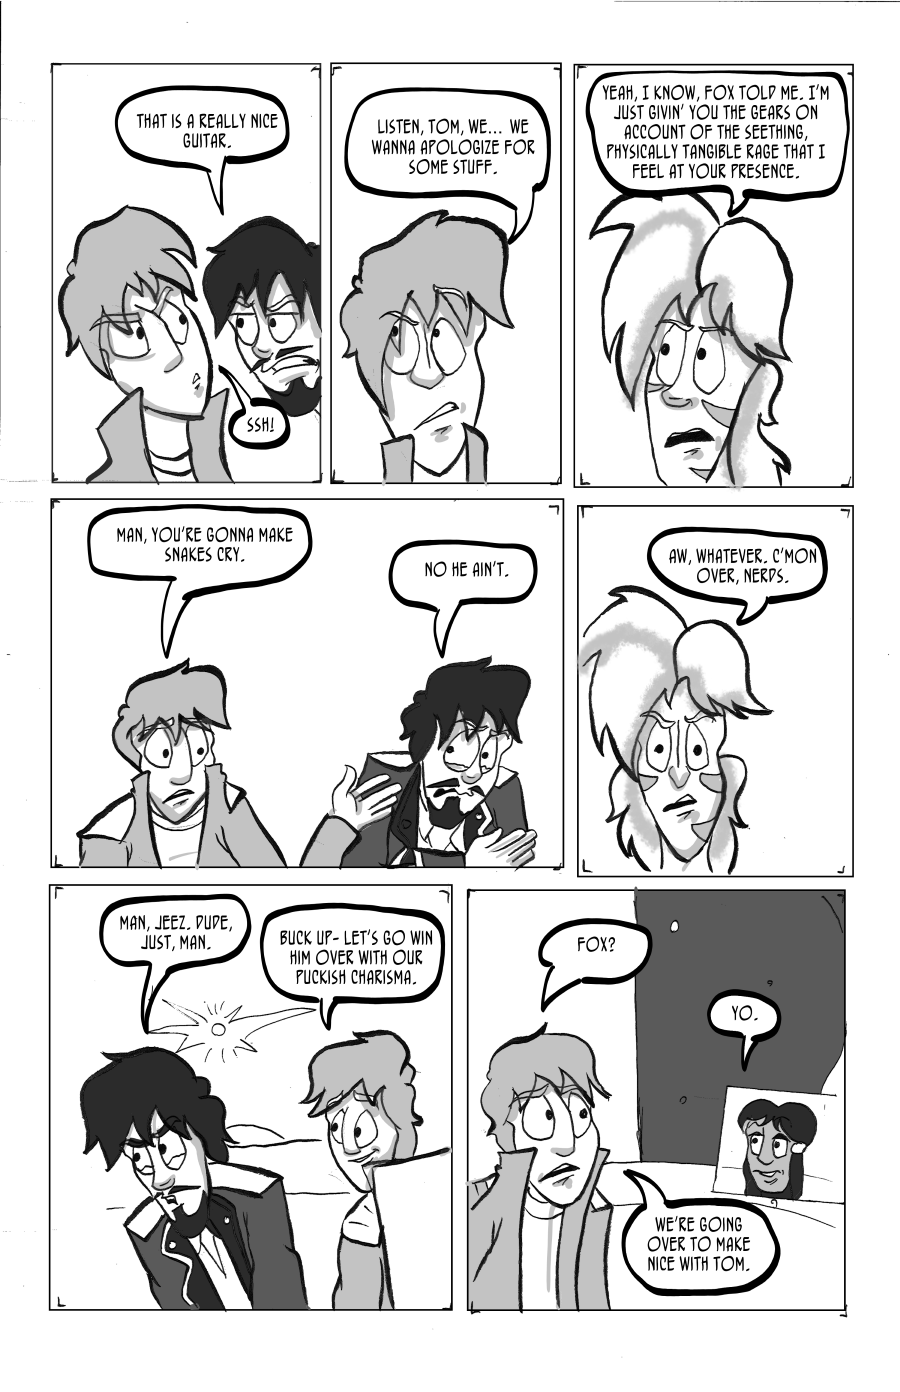 THAT IS A REALLY NICE
GUITAR.
SSH!
LISTEN, TOM, WE... WE
WANNA APOLOGIZE FOR
SOME STUFF.
YEAH, I KNOW, FOX TOLD ME. I'M
JUST GIVIN' YOU THE GEARS ON
ACCOUNT OF THE SEETHING,
PHYSICALLY TANGIBLE RAGE THAT I
FEEL AT YOUR PRESENCE.
MAN, YOU'RE GONNA MAKE
SNAKES CRY.
NO HE AIN'T.
AW, WHATEVER. C'MON
OVER, NERDS.
MAN, JEEZ. DUDE,
JUST, MAN.
BUCK UP- LET'S GO WIN
HIM OVER WITH OUR
PUCKISH CHARISMA.
FOX?
YO.
WE'RE GOING
OVER TO MAKE
NICE WITH TOM.